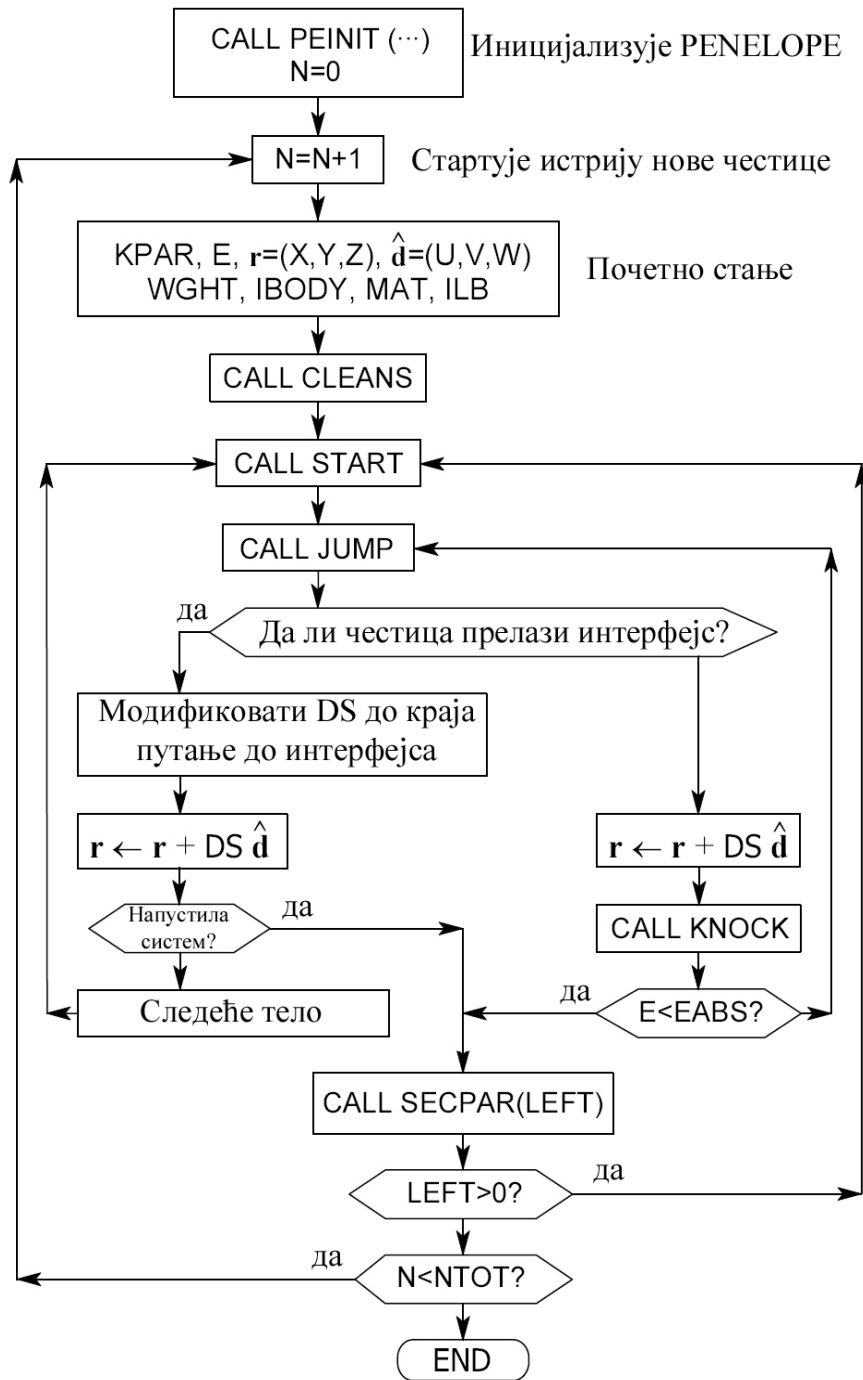 CALL PEINIT (···)
N=0
Иницијализује PENELOPE
N=N+1
Стартује истрију нове честице
KPAR, E, r=(X,Y,Z), d̂=(U,V,W)
WGHT, IBODY, MAT, ILB
Почетно стање
CALL CLEANS
CALL START
CALL JUMP
да
Да ли честица прелази интерфејс?
Модификовати DS до краја
путање до интерфејса
r ← r + DS d̂
r ← r + DS d̂
Напустила
систем?
да
CALL KNOCK
Следеће тело
да
E<EABS?
CALL SECPAR(LEFT)
LEFT>0?
да
да
N<NTOT?
END